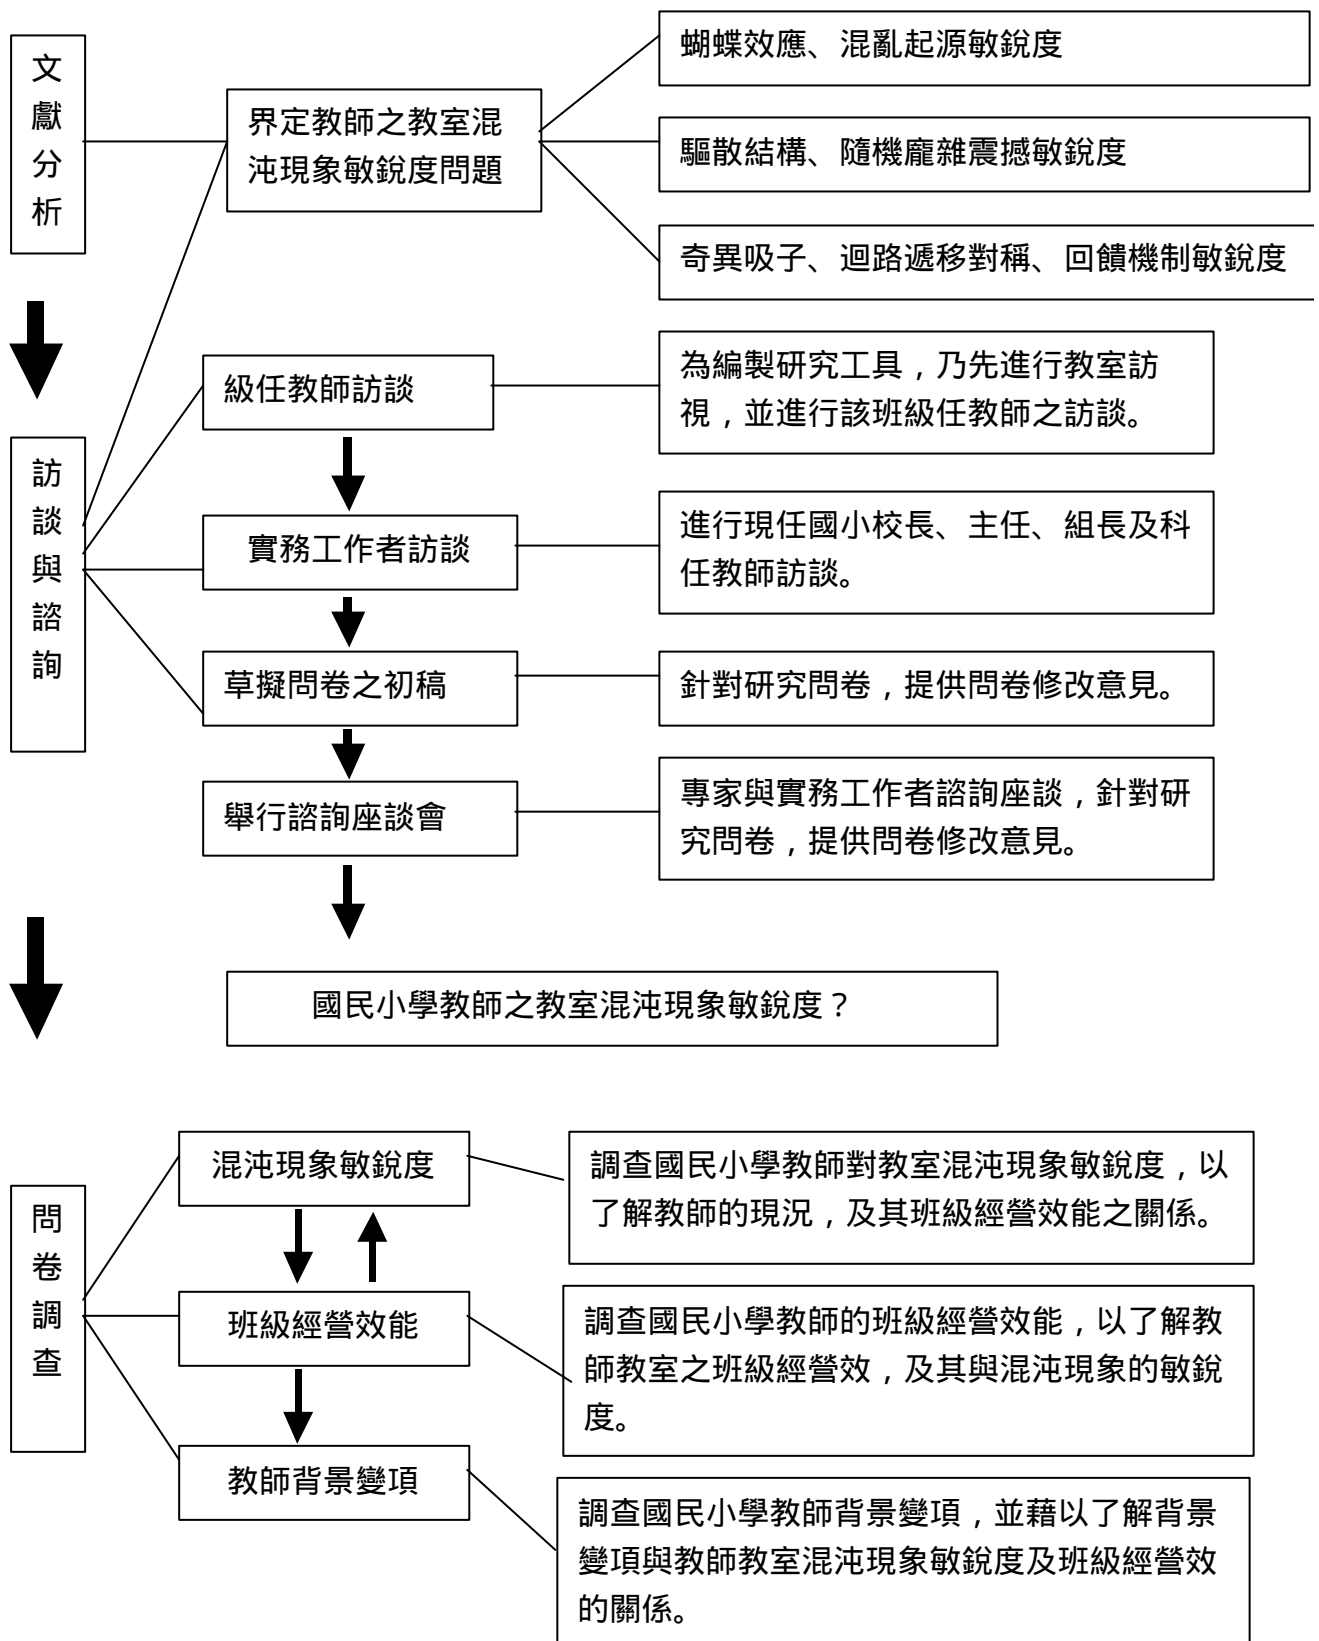 文獻分析
界定教師之教室混
沌現象敏銳度問題
蝴蝶效應、混亂起源敏銳度
驅散結構、隨機龐雜震撼敏銳度
奇異吸子、迴路遞移對稱、回饋機制敏銳度
訪談與諮詢
級任教師訪談
為編製研究工具，乃先進行教室訪
視，並進行該班級任教師之訪談。
實務工作者訪談
進行現任國小校長、主任、組長及科
任教師訪談。
草擬問卷之初稿
針對研究問卷，提供問卷修改意見。
舉行諮詢座談會
專家與實務工作者諮詢座談，針對研
究問卷，提供問卷修改意見。
國民小學教師之教室混沌現象敏銳度？
問卷調查
混沌現象敏銳度
調查國民小學教師對教室混沌現象敏銳度，以
了解教師的現況，及其班級經營效能之關係。
班級經營效能
調查國民小學教師的班級經營效能，以了解教
師教室之班級經營效，及其與混沌現象的敏銳
度。
教師背景變項
調查國民小學教師背景變項，並藉以了解背景
變項與教師教室混沌現象敏銳度及班級經營效
的關係。